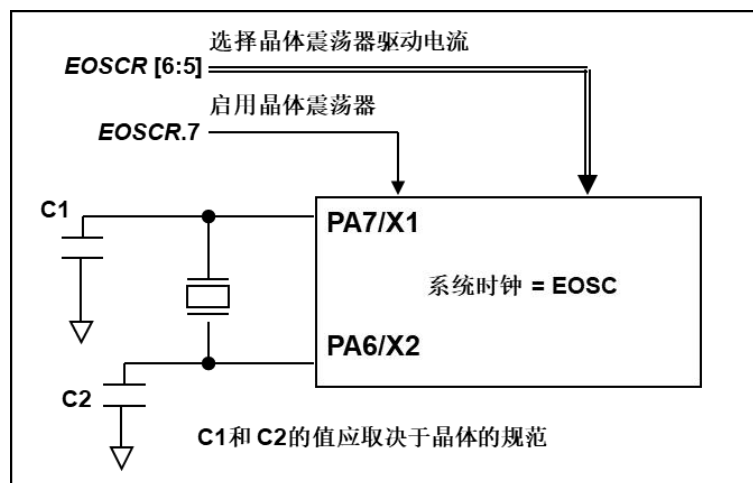 选择晶体震荡器驱动电流
EOSCR [6:5]
启用晶体震荡器
EOSCR.7
C1
PA7/X1
系统时钟 = EOSC
PA6/X2
C2
C1和 C2的值应取决于晶体的规范